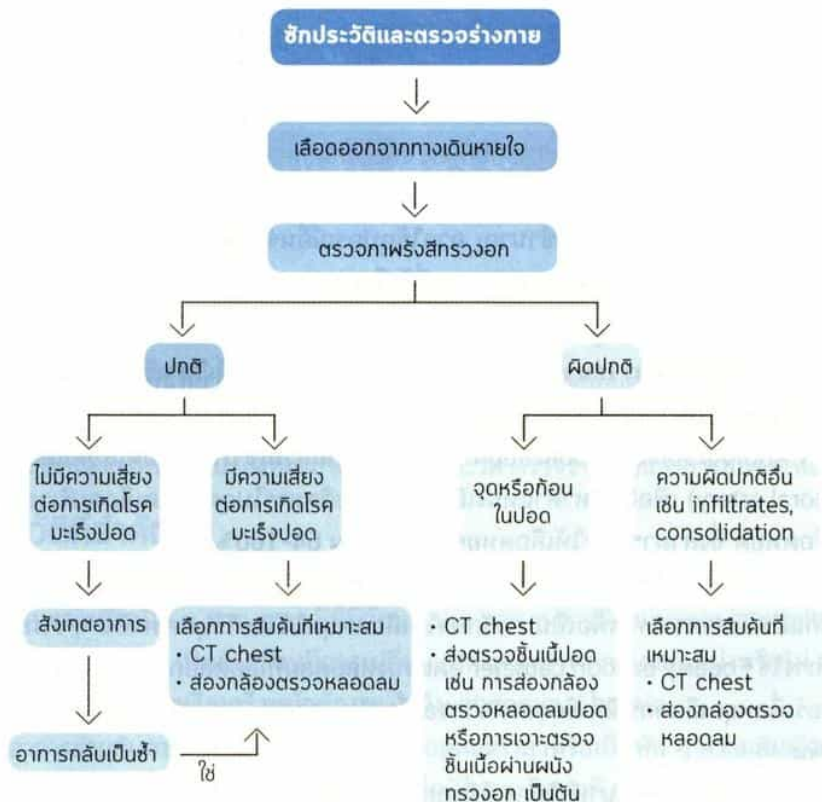 ซักประวัติและตรวจร่างกาย
เลือดออกจากทางเดินหายใจ
ตรวจภาพรังสีทรวงอก
ปกติ
ผิดปกติ
ไม่มีความเสี่ยง
ต่อการเกิดโรค
มะเร็งปอด
มีความเสี่ยง
ต่อการเกิดโรค
มะเร็งปอด
จุดหรือก้อน
ในปอด
ความผิดปกติอื่น
เช่น infiltrates,
consolidation
สังเกตอาการ
เลือกการสืบค้นที่เหมาะสม
• CT chest
• ส่องกล้องตรวจหลอดลม
• CT chest
• ส่งตรวจชิ้นเนี้ปอด
เช่น การส่องกล้อง
ตรวจหลอดลมปอด
หรือการเจาะตรวจ
ชิ้นเนื้อผ่านผนัง
ทรวงอก เป็นต้น
เลือกการสืบค้นที่
เหมาะสม
• CT chest
• ส่องกล่องตรวจ
หลอดลม
อาการกลับเป็นซ้ำ
ใช่